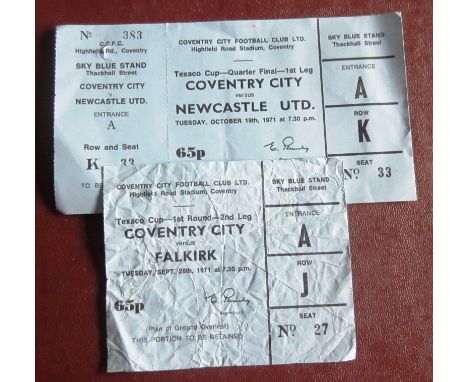 No 383
C.C.F.C.
Highfield Rd., Coventry
SKY BLUE STAND
Thackhall Street
COVENTRY CITY
v.
NEWCASTLE UTD.
ENTRANCE
A
Row and Seat
K 33
TO BE
COVENTRY CITY FOOTBALL CLUB LTD.
Highfield Road Stadium, Coventry
Texaco Cup—Quarter Final—1st Leg
COVENTRY CITY
versus
NEWCASTLE UTD.
TUESDAY, OCTOBER 19th, 1971 at 7.30 p.m.
65p
SKY BLUE STAND
Thackhall Street
ENTRANCE
A
ROW
K
SEAT
No 33
COVENTRY CITY FOOTBALL CLUB LTD.
Highfield Road Stadium, Coventry
Texaco Cup—1st Round—2nd Leg
COVENTRY CITY
versus
FALKIRK
TUESDAY, SEPT. 28th, 1971 at 7.30 p.m.
65p
(Plan of Ground Overleaf)
THIS PORTION TO BE RETAINED
SKY BLUE STAND
Thackhall Street
ENTRANCE
A
ROW
J
SEAT
No 27